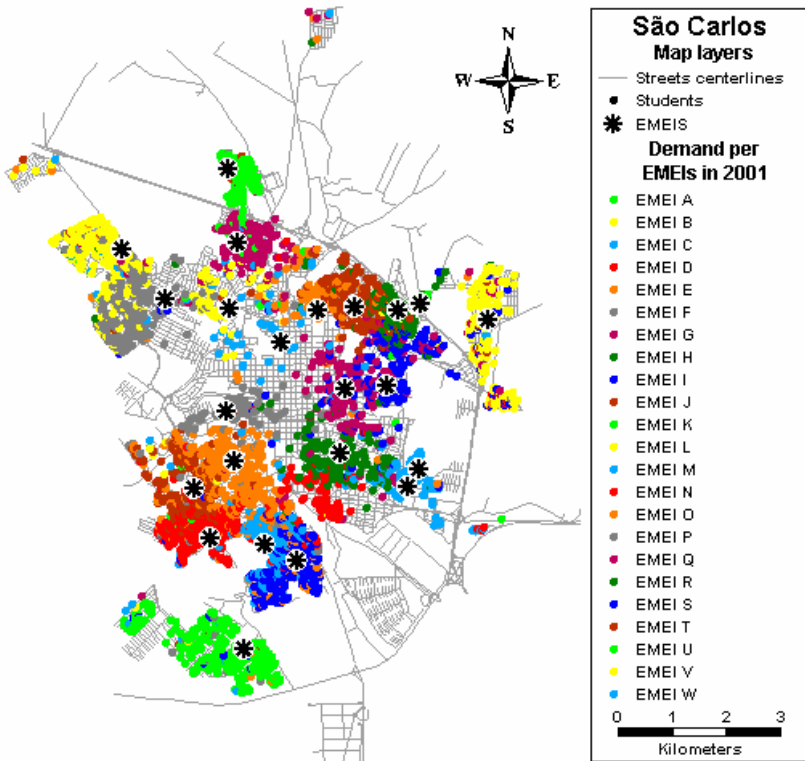 N
W E
S
São Carlos
Map layers
Streets centerlines
Students
EMEIS
Demand per
EMEIs in 2001
EMEI A
EMEI B
EMEI C
EMEI D
EMEI E
EMEI F
EMEI G
EMEI H
EMEI I
EMEI J
EMEI K
EMEI L
EMEI M
EMEI N
EMEI O
EMEI P
EMEI Q
EMEI R
EMEI S
EMEI T
EMEI U
EMEI V
EMEI W
0 1 2 3
Kilometers